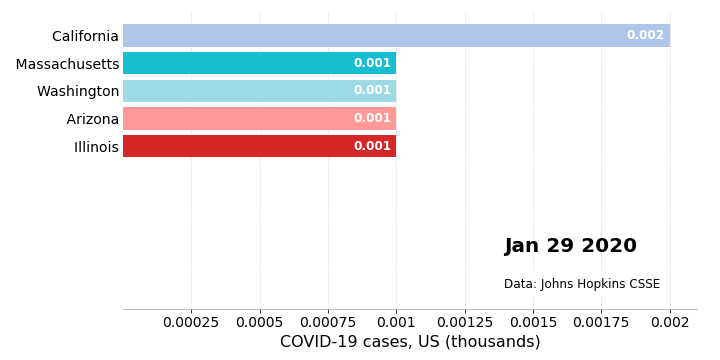 California 0.002
Massachusetts 0.001
Washington 0.001
Arizona 0.001
Illinois 0.001
Jan 29 2020
Data: Johns Hopkins CSSE
0.00025 0.0005 0.00075 0.001 0.00125 0.0015 0.00175 0.002
COVID-19 cases, US (thousands)